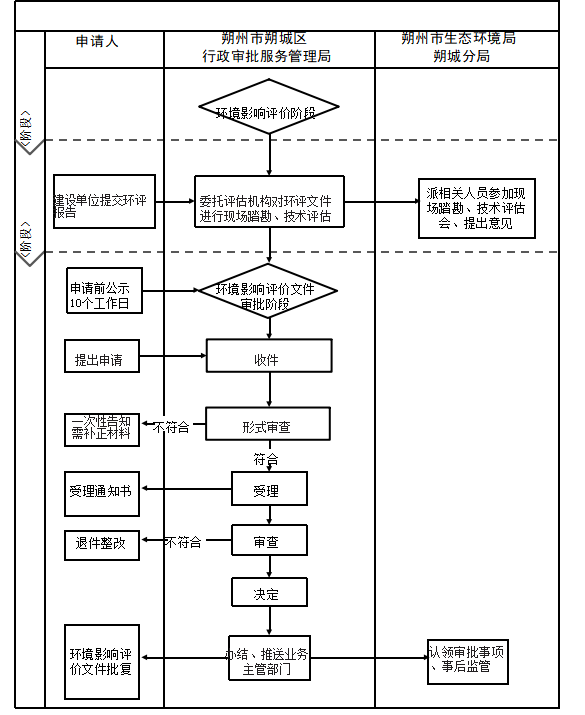 申请人
朔州市朔城区
行政审批服务管理局
朔州市生态环境局
朔城分局
<阶段>
环境影响评价阶段
建设单位提交环评
报告
委托评估机构对环评文件
进行现场踏勘、技术评估
派相关人员参加现
场踏勘、技术评估
会、提出意见
<阶段>
申请前公示
10个工作日
环境影响评价文件
审批阶段
提出申请
收件
一次性告知
需补正材料
不符合
形式审查
符合
受理通知书
受理
退件整改
不符合
审查
决定
环境影响评
价文件批复
办结、推送业务
主管部门
认领审批事项
、事后监管